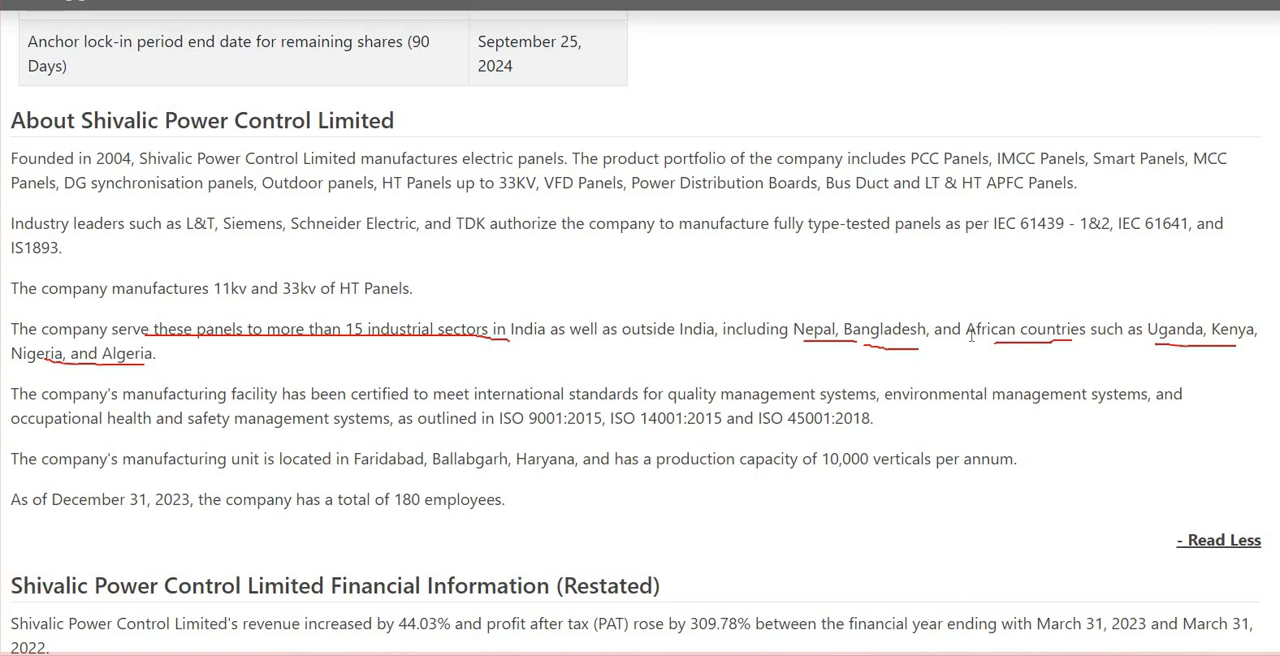 Anchor lock-in period end date for remaining shares (90
Days)
September 25,
2024
About Shivalic Power Control Limited
Founded in 2004, Shivalic Power Control Limited manufactures electric panels. The product portfolio of the company includes PCC Panels, IMCC Panels, Smart Panels, MCC
Panels, DG synchronisation panels, Outdoor panels, HT Panels up to 33KV, VFD Panels, Power Distribution Boards, Bus Duct and LT & HT APFC Panels.
Industry leaders such as L&T, Siemens, Schneider Electric, and TDK authorize the company to manufacture fully type-tested panels as per IEC 61439 - 1&2, IEC 61641, and
IS1893.
The company manufactures 11kv and 33kv of HT Panels.
The company serve these panels to more than 15 industrial sectors in India as well as outside India, including Nepal, Bangladesh, and African countries such as Uganda, Kenya,
Nigeria, and Algeria.
The company's manufacturing facility has been certified to meet international standards for quality management systems, environmental management systems, and
occupational health and safety management systems, as outlined in ISO 9001:2015, ISO 14001:2015 and ISO 45001:2018.
The company's manufacturing unit is located in Faridabad, Ballabgarh, Haryana, and has a production capacity of 10,000 verticals per annum.
As of December 31, 2023, the company has a total of 180 employees.
- Read Less
Shivalic Power Control Limited Financial Information (Restated)
Shivalic Power Control Limited's revenue increased by 44.03% and profit after tax (PAT) rose by 309.78% between the financial year ending with March 31, 2023 and March 31,
2022.